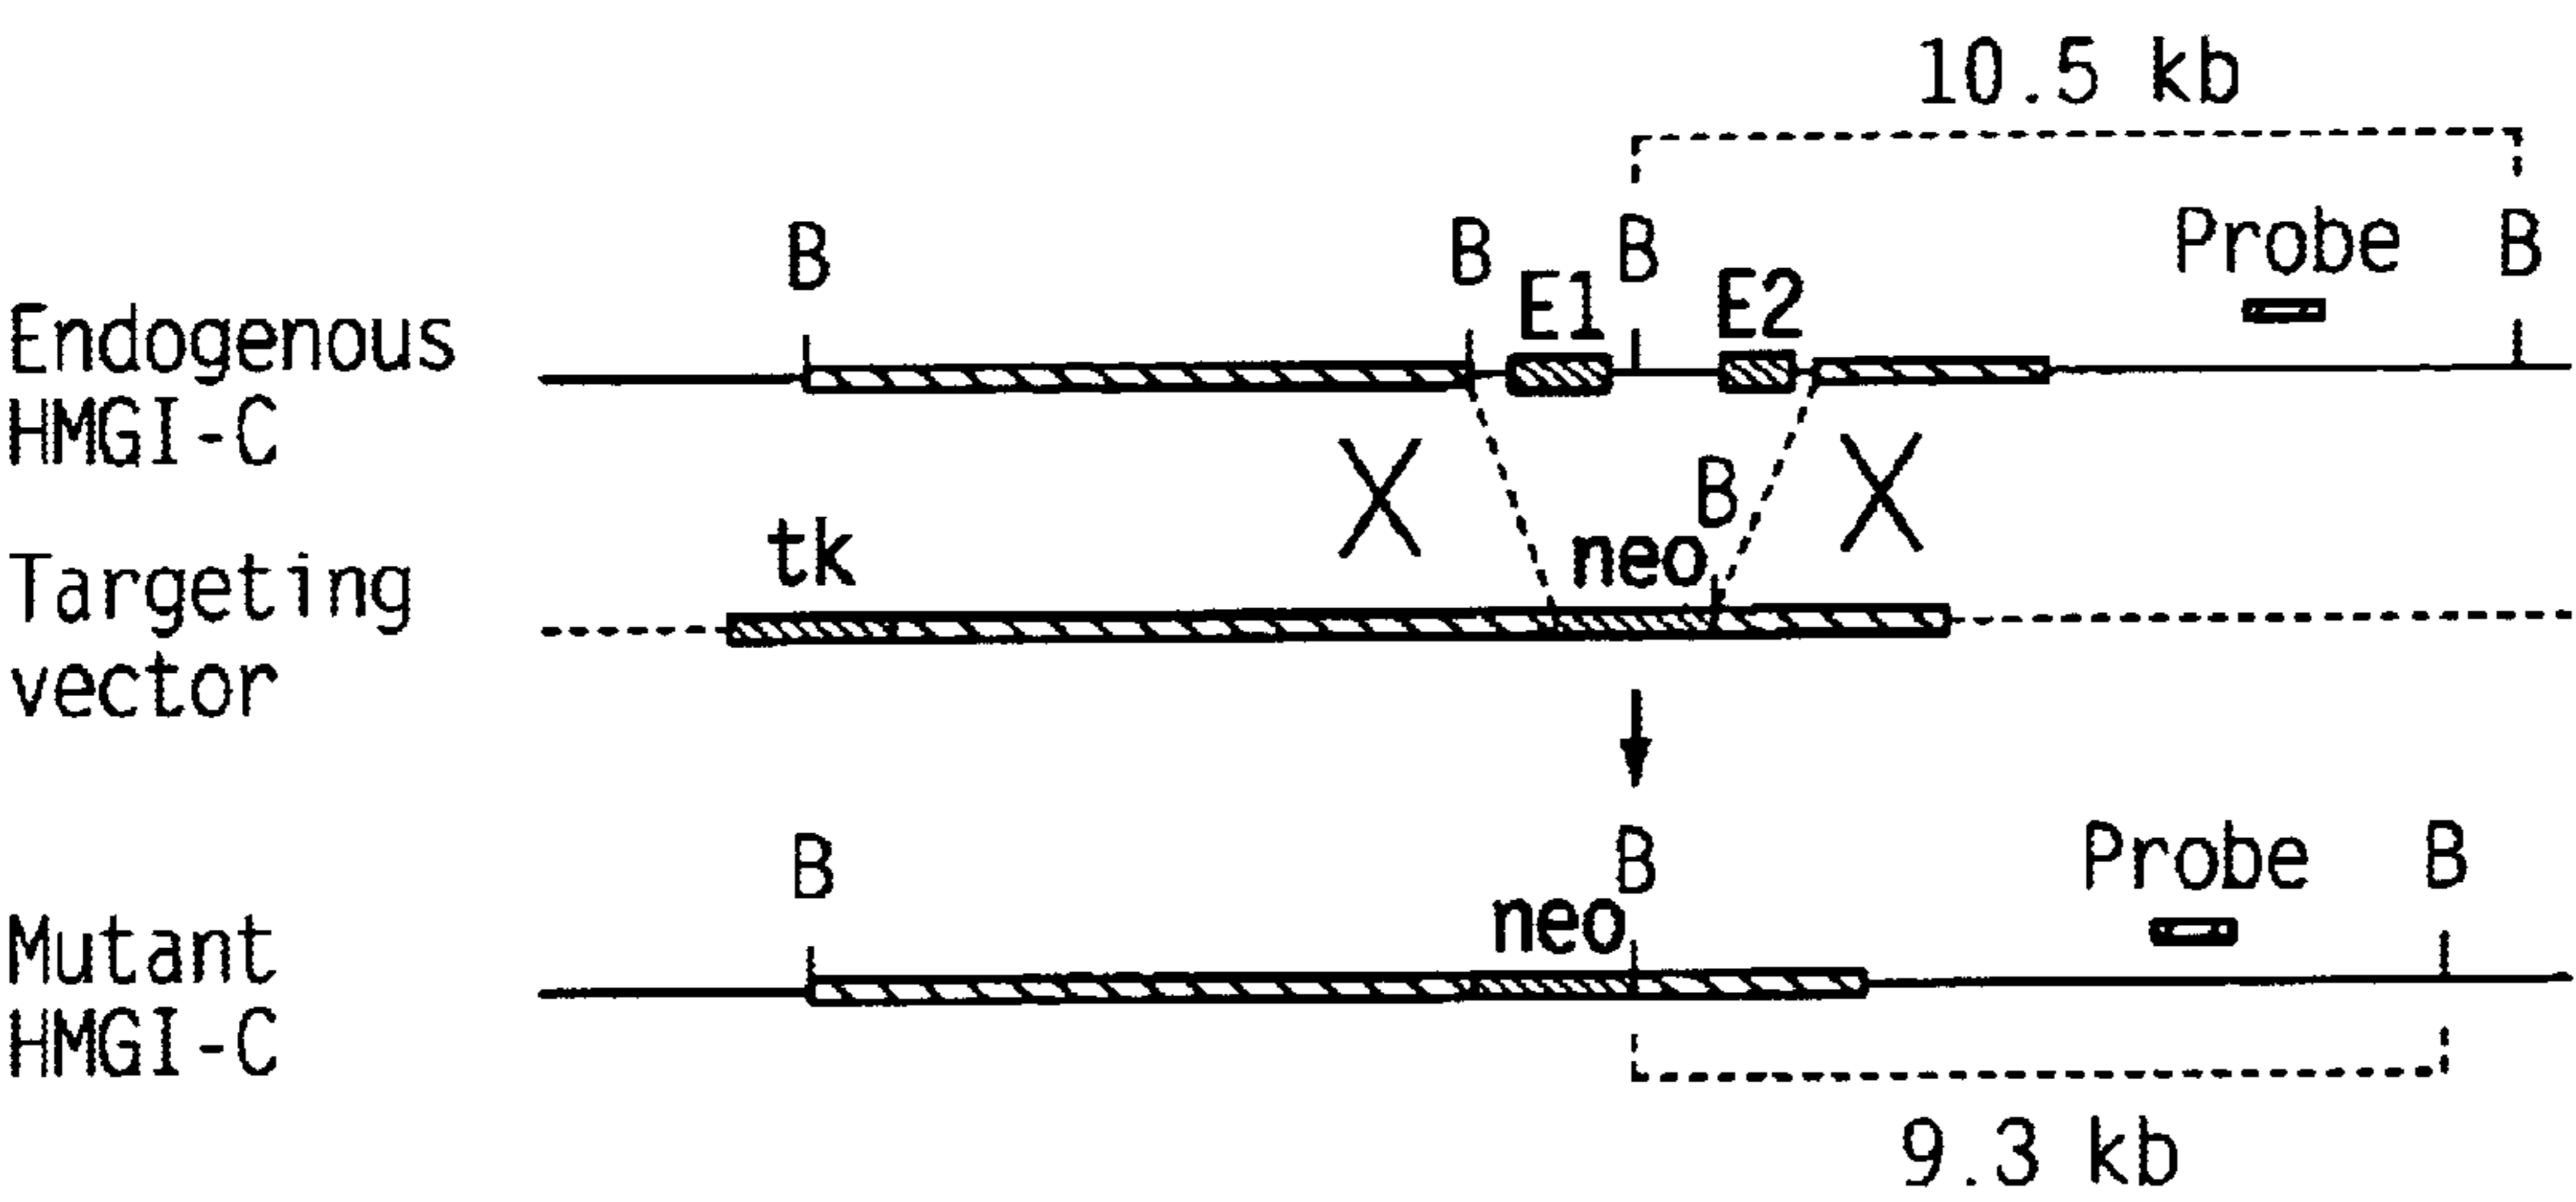 10.5 kb
B B B Probe B
E1 E2
Endogenous
HMGI-C
B
tk neo
Targeting
vector
B B Probe B
neo
Mutant
HMGI-C
9.3 kb